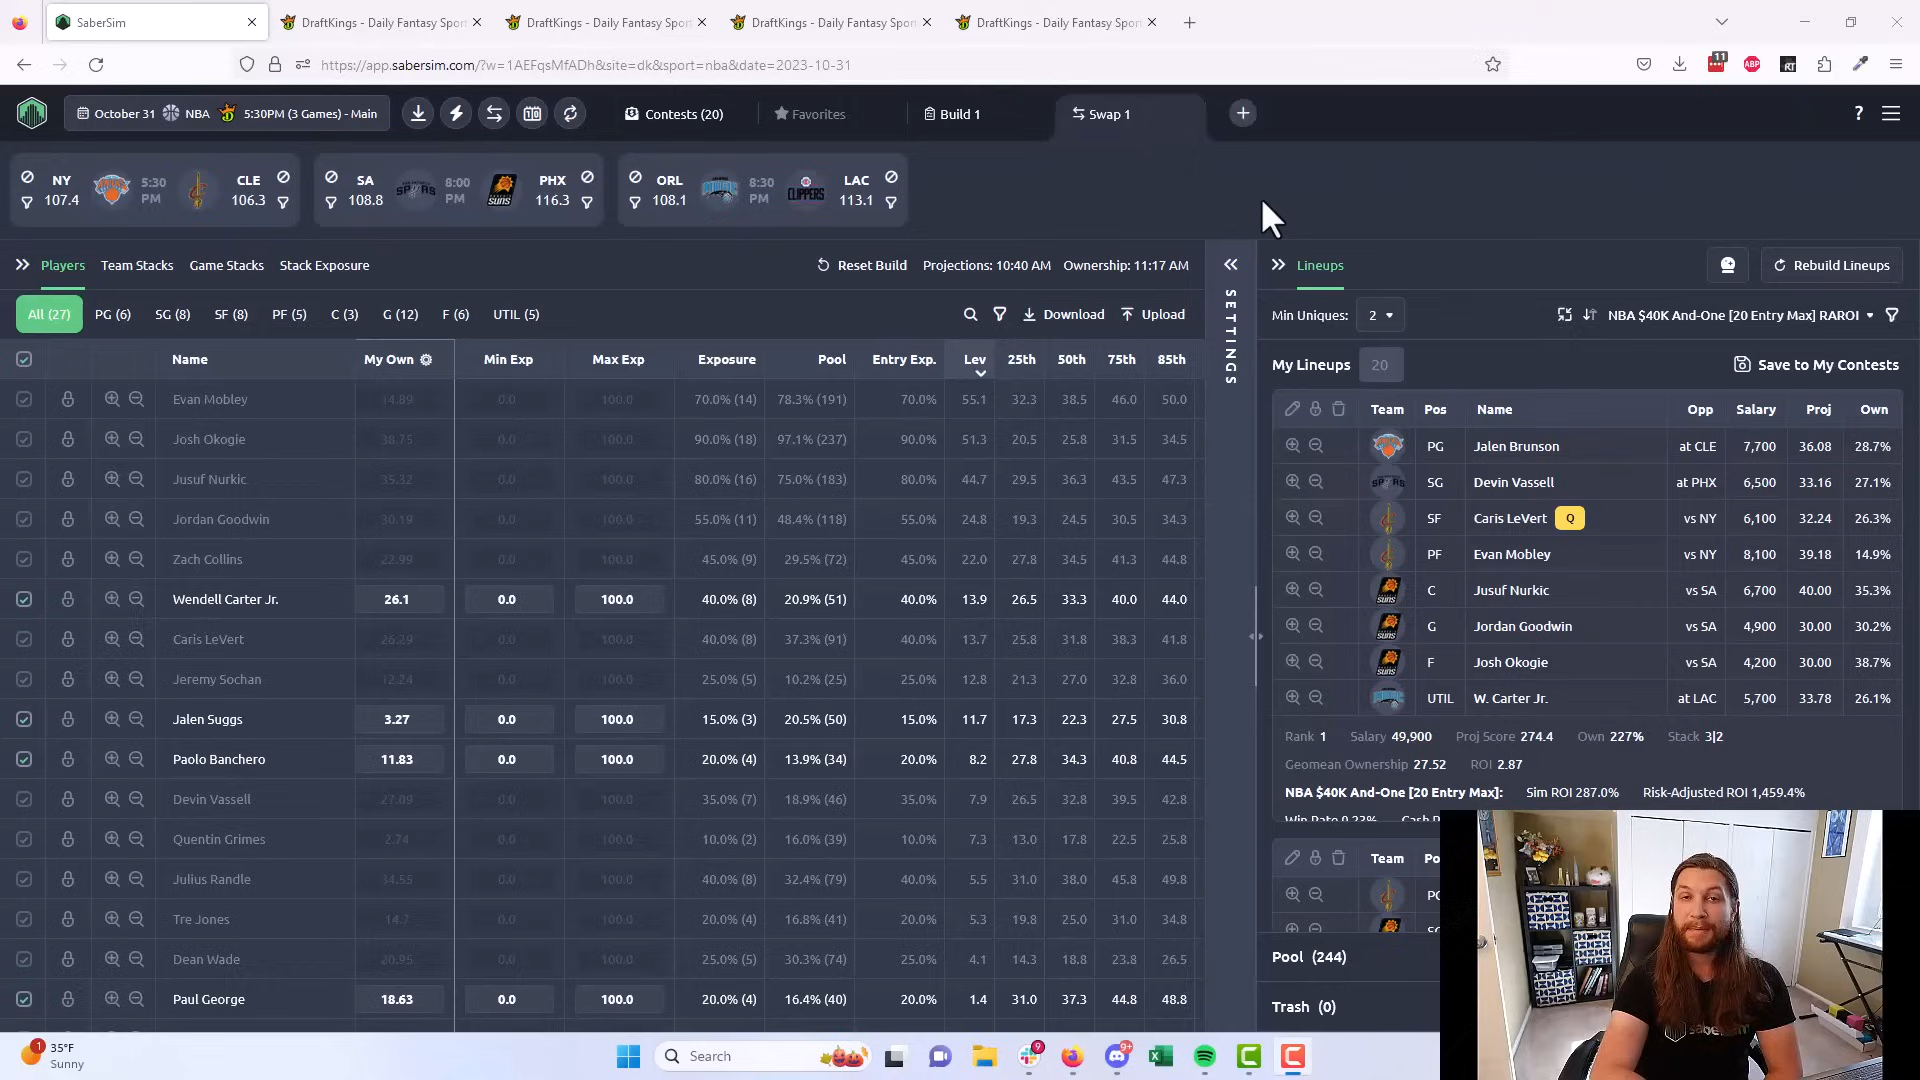 SaberSim
DraftKings - Daily Fantasy Sport
DraftKings - Daily Fantasy Sport
DraftKings - Daily Fantasy Sport
DraftKings - Daily Fantasy Sport
https://app.sabersim.com/?w=1AEFqsMfADh&site=dk&sport=nba&date=2023-10-31
11
ABP
RT
October 31 NBA 5:30PM (3 Games) - Main
Contests (20)
Favorites
Build 1
Swap 1
?
NY 107.4 5:30 PM CLE 106.3
SA 108.8 8:00 PM PHX 116.3
ORL 108.1 8:30 PM LAC 113.1
Players Team Stacks Game Stacks Stack Exposure
Reset Build Projections: 10:40 AM Ownership: 11:17 AM
All (27) PG (6) SG (8) SF (8) PF (5) C (3) G (12) F (6) UTIL (5)
Download Upload
Name My Own Min Exp Max Exp Exposure Pool Entry Exp. Lev 25th 50th 75th 85th
Evan Mobley 14.89 0.0 100.0 70.0% (14) 78.3% (191) 70.0% 55.1 32.3 38.5 46.0 50.0
Josh Okogie 38.75 0.0 100.0 90.0% (18) 97.1% (237) 90.0% 51.3 20.5 25.8 31.5 34.5
Jusuf Nurkic 35.32 0.0 100.0 80.0% (16) 75.0% (183) 80.0% 44.7 29.5 36.3 43.5 47.3
Jordan Goodwin 30.19 0.0 100.0 55.0% (11) 48.4% (118) 55.0% 24.8 19.3 24.5 30.5 34.3
Zach Collins 22.99 0.0 100.0 45.0% (9) 29.5% (72) 45.0% 22.0 27.8 34.5 41.3 44.8
Wendell Carter Jr. 26.1 0.0 100.0 40.0% (8) 20.9% (51) 40.0% 13.9 26.5 33.3 40.0 44.0
Caris LeVert 26.29 0.0 100.0 40.0% (8) 37.3% (91) 40.0% 13.7 25.8 31.8 38.3 41.8
Jeremy Sochan 12.24 0.0 100.0 25.0% (5) 10.2% (25) 25.0% 12.8 21.3 27.0 32.8 36.0
Jalen Suggs 3.27 0.0 100.0 15.0% (3) 20.5% (50) 15.0% 11.7 17.3 22.3 27.5 30.8
Paolo Banchero 11.83 0.0 100.0 20.0% (4) 13.9% (34) 20.0% 8.2 27.8 34.3 40.8 44.5
Devin Vassell 27.09 0.0 100.0 35.0% (7) 18.9% (46) 35.0% 7.9 26.5 32.8 39.5 42.8
Quentin Grimes 2.74 0.0 100.0 10.0% (2) 16.0% (39) 10.0% 7.3 13.0 17.8 22.5 25.8
Julius Randle 34.55 0.0 100.0 40.0% (8) 32.4% (79) 40.0% 5.5 31.0 38.0 45.8 49.8
Tre Jones 14.7 0.0 100.0 20.0% (4) 16.8% (41) 20.0% 5.3 19.8 25.0 31.0 34.8
Dean Wade 20.95 0.0 100.0 25.0% (5) 30.3% (74) 25.0% 4.1 14.3 18.8 23.8 26.5
Paul George 18.63 0.0 100.0 20.0% (4) 16.4% (40) 20.0% 1.4 31.0 37.3 44.8 48.8
SETTINGS
Lineups
Rebuild Lineups
Min Uniques: 2
NBA $40K And-One [20 Entry Max] RAROI
My Lineups 20
Save to My Contests
Team Pos Name Opp Salary Proj Own
PG Jalen Brunson at CLE 7,700 36.08 28.7%
SG Devin Vassell at PHX 6,500 33.16 27.1%
SF Caris LeVert Q vs NY 6,100 32.24 26.3%
PF Evan Mobley vs NY 8,100 39.18 14.9%
C Jusuf Nurkic vs SA 6,700 40.00 35.3%
G Jordan Goodwin vs SA 4,900 30.00 30.2%
F Josh Okogie vs SA 4,200 30.00 38.7%
UTIL W. Carter Jr. at LAC 5,700 33.78 26.1%
Rank 1 Salary 49,900 Proj Score 274.4 Own 227% Stack 3|2
Geomean Ownership 27.52 ROI 2.87
NBA $40K And-One [20 Entry Max]: Sim ROI 287.0% Risk-Adjusted ROI 1,459.4%
Win Rate 0.23%
Team
Pool (244)
Trash (0)
1
35°F
Sunny
Search
9
9+